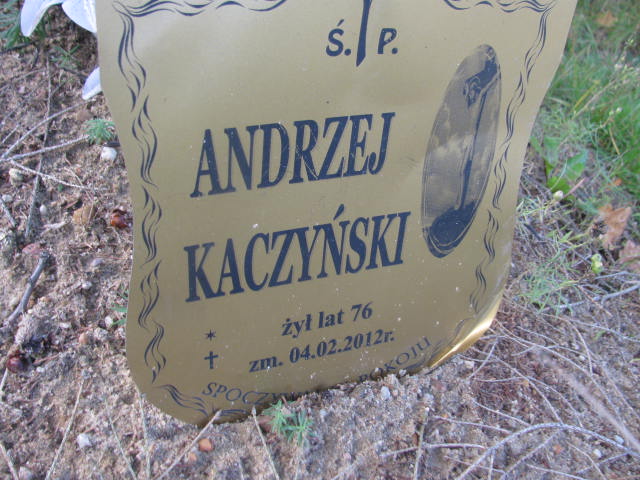 Ś. P.
ANDRZEJ
KACZYŃSKI
żył lat 76
zm. 04.02.2012r.